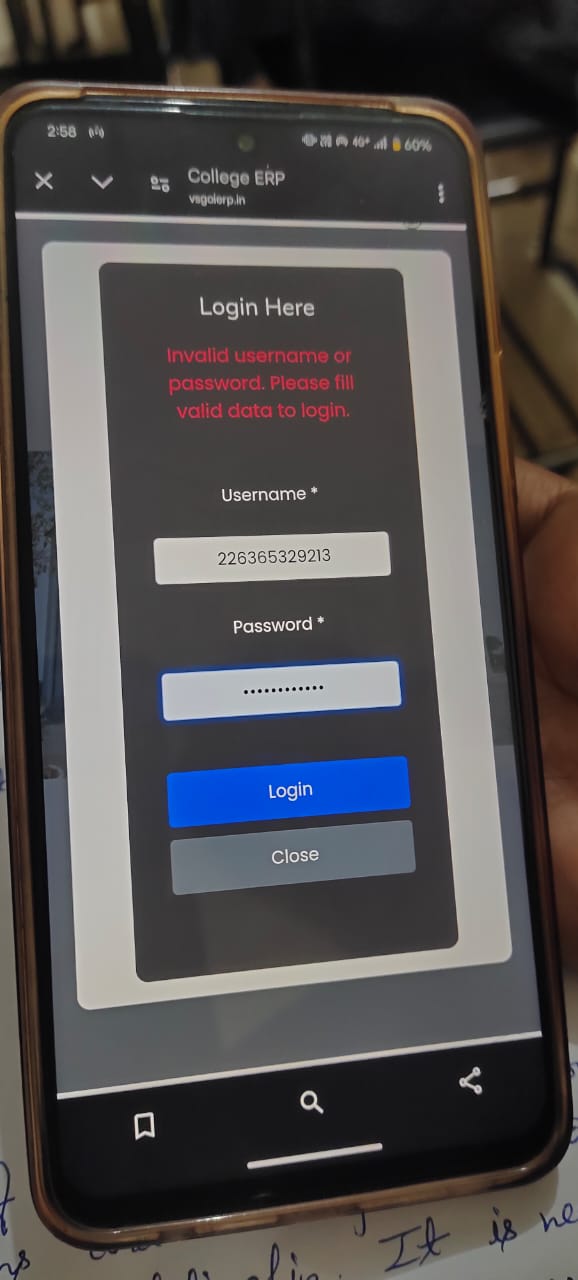 2:58
4G+ 60%
College ERP
vsgoierp.in
Login Here
Invalid username or
password. Please fill
valid data to login.
Username *
226365329213
Password *
••••••••••••
Login
Close
It is ne